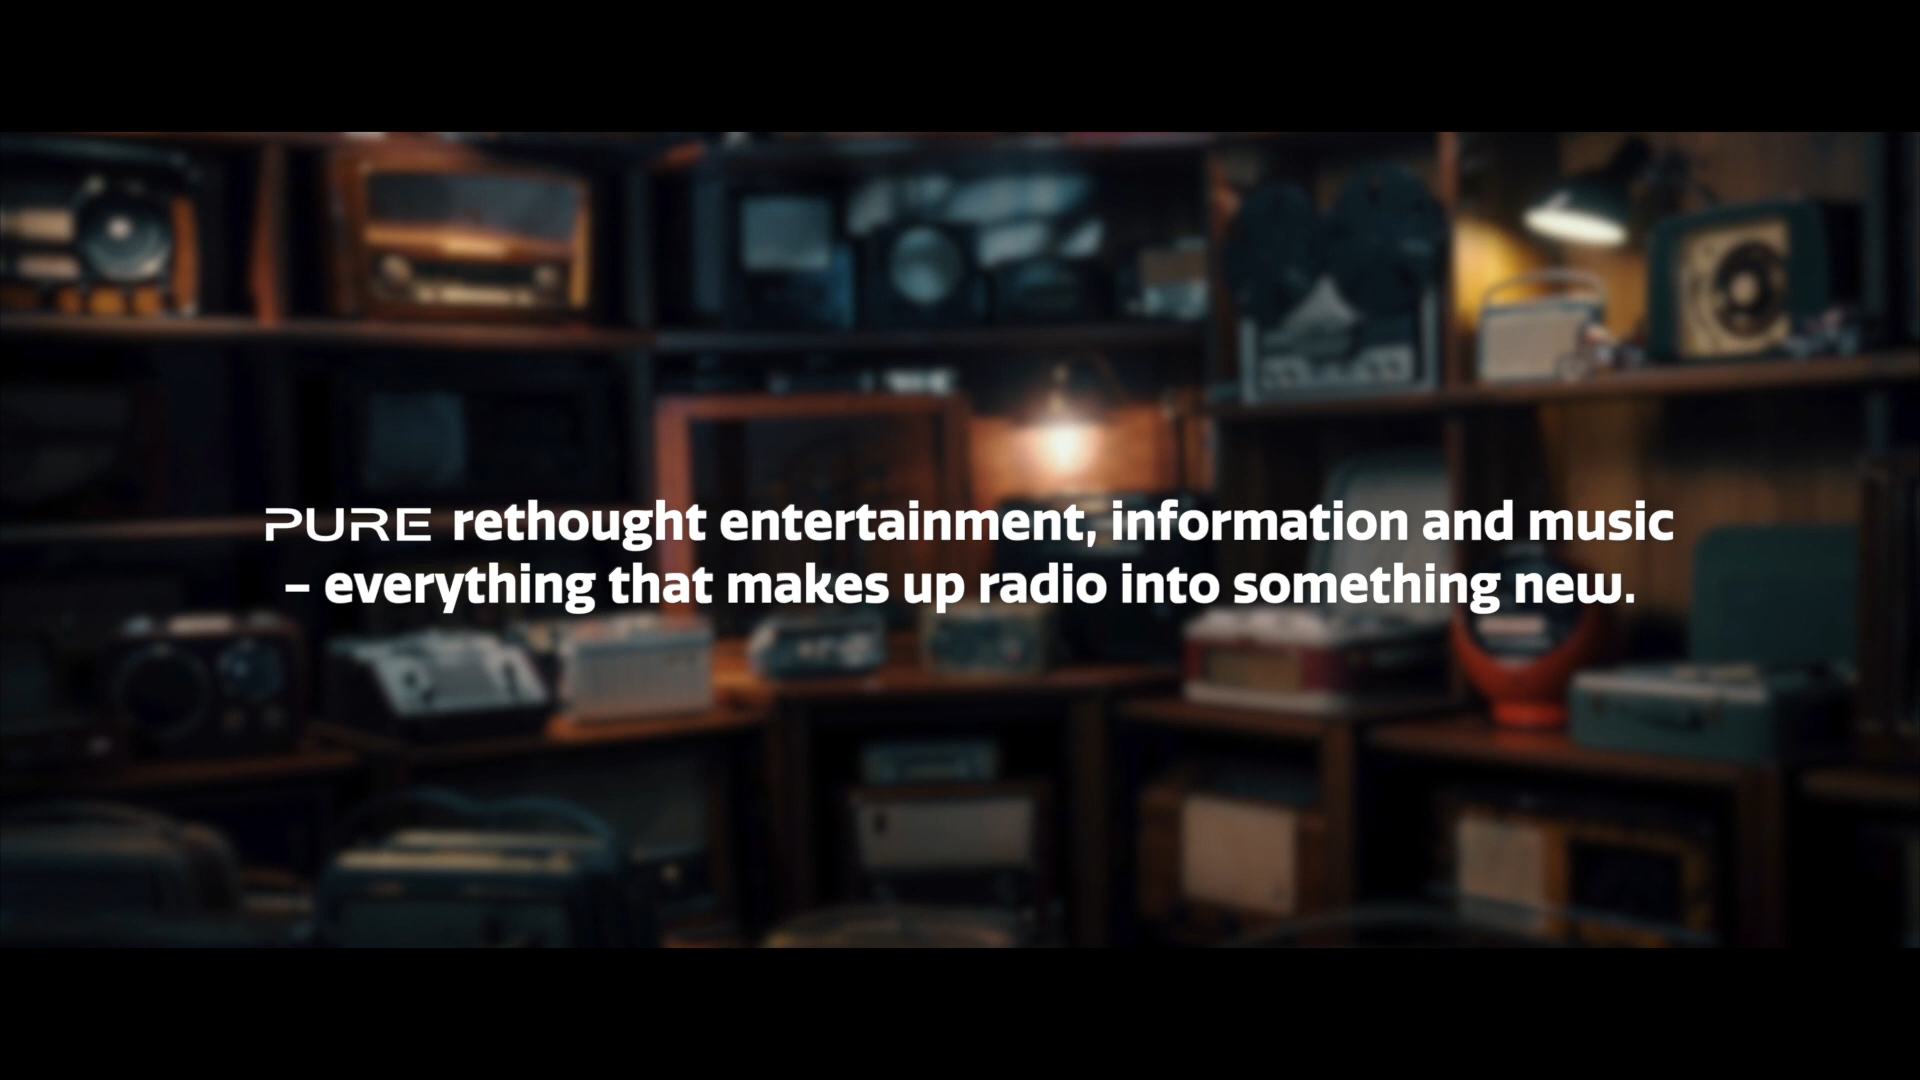 PURE rethought entertainment, information and music
– everything that makes up radio into something new.